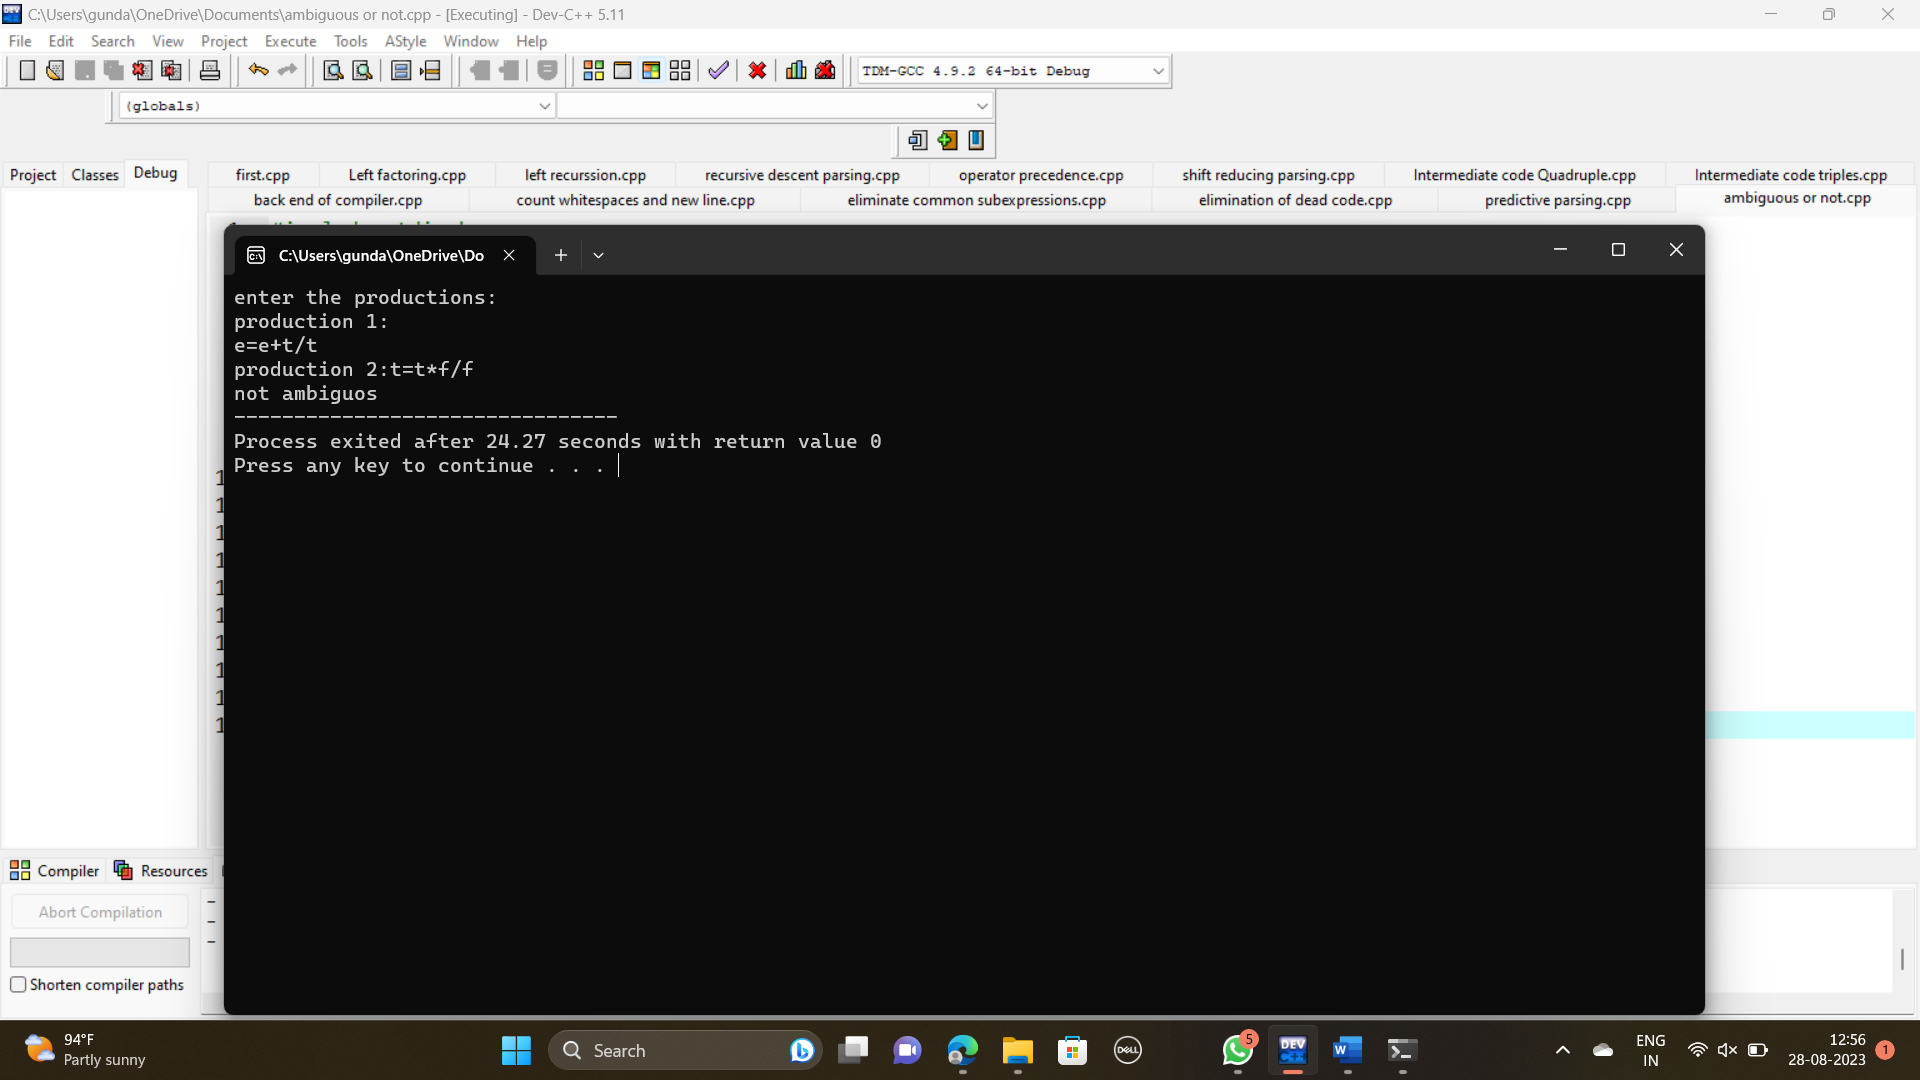 C:\Users\gunda\OneDrive\Documents\ambiguous or not.cpp - [Executing] - Dev-C++ 5.11
File Edit Search View Project Execute Tools AStyle Window Help
TDM-GCC 4.9.2 64-bit Debug
(globals)
Project Classes Debug
first.cpp Left factoring.cpp left recurssion.cpp recursive descent parsing.cpp operator precedence.cpp shift reducing parsing.cpp Intermediate code Quadruple.cpp Intermediate code triples.cpp
back end of compiler.cpp count whitespaces and new line.cpp eliminate common subexpressions.cpp elimination of dead code.cpp predictive parsing.cpp ambiguous or not.cpp
C:\Users\gunda\OneDrive\Do
enter the productions:
production 1:
e=e+t/t
production 2:t=t*f/f
not ambiguos
--------------------------------
Process exited after 24.27 seconds with return value 0
Press any key to continue . . .
Compiler Resources
Abort Compilation
Shorten compiler paths
94°F
Partly sunny
Search
DELL
5
DEV
C++
W
ENG
IN
12:56
28-08-2023
1